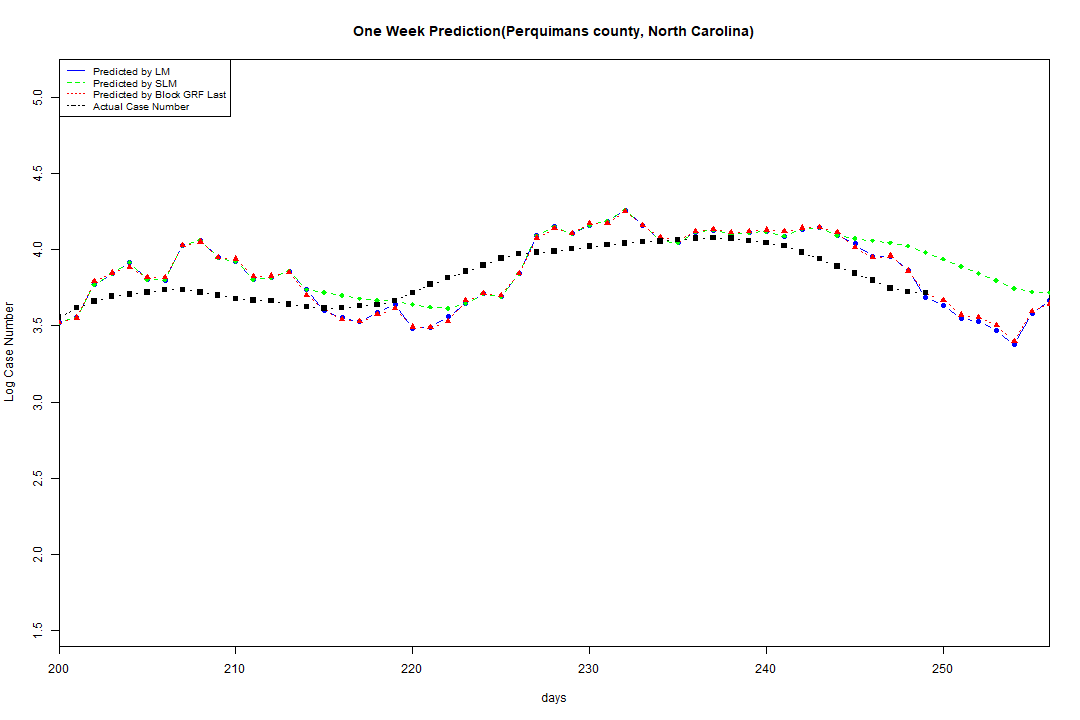 One Week Prediction(Perquimans county, North Carolina)
Predicted by LM
Predicted by SLM
Predicted by Block GRF Last
Actual Case Number
5.0
4.5
4.0
3.5
3.0
2.5
2.0
1.5
Log Case Number
200 210 220 230 240 250
days